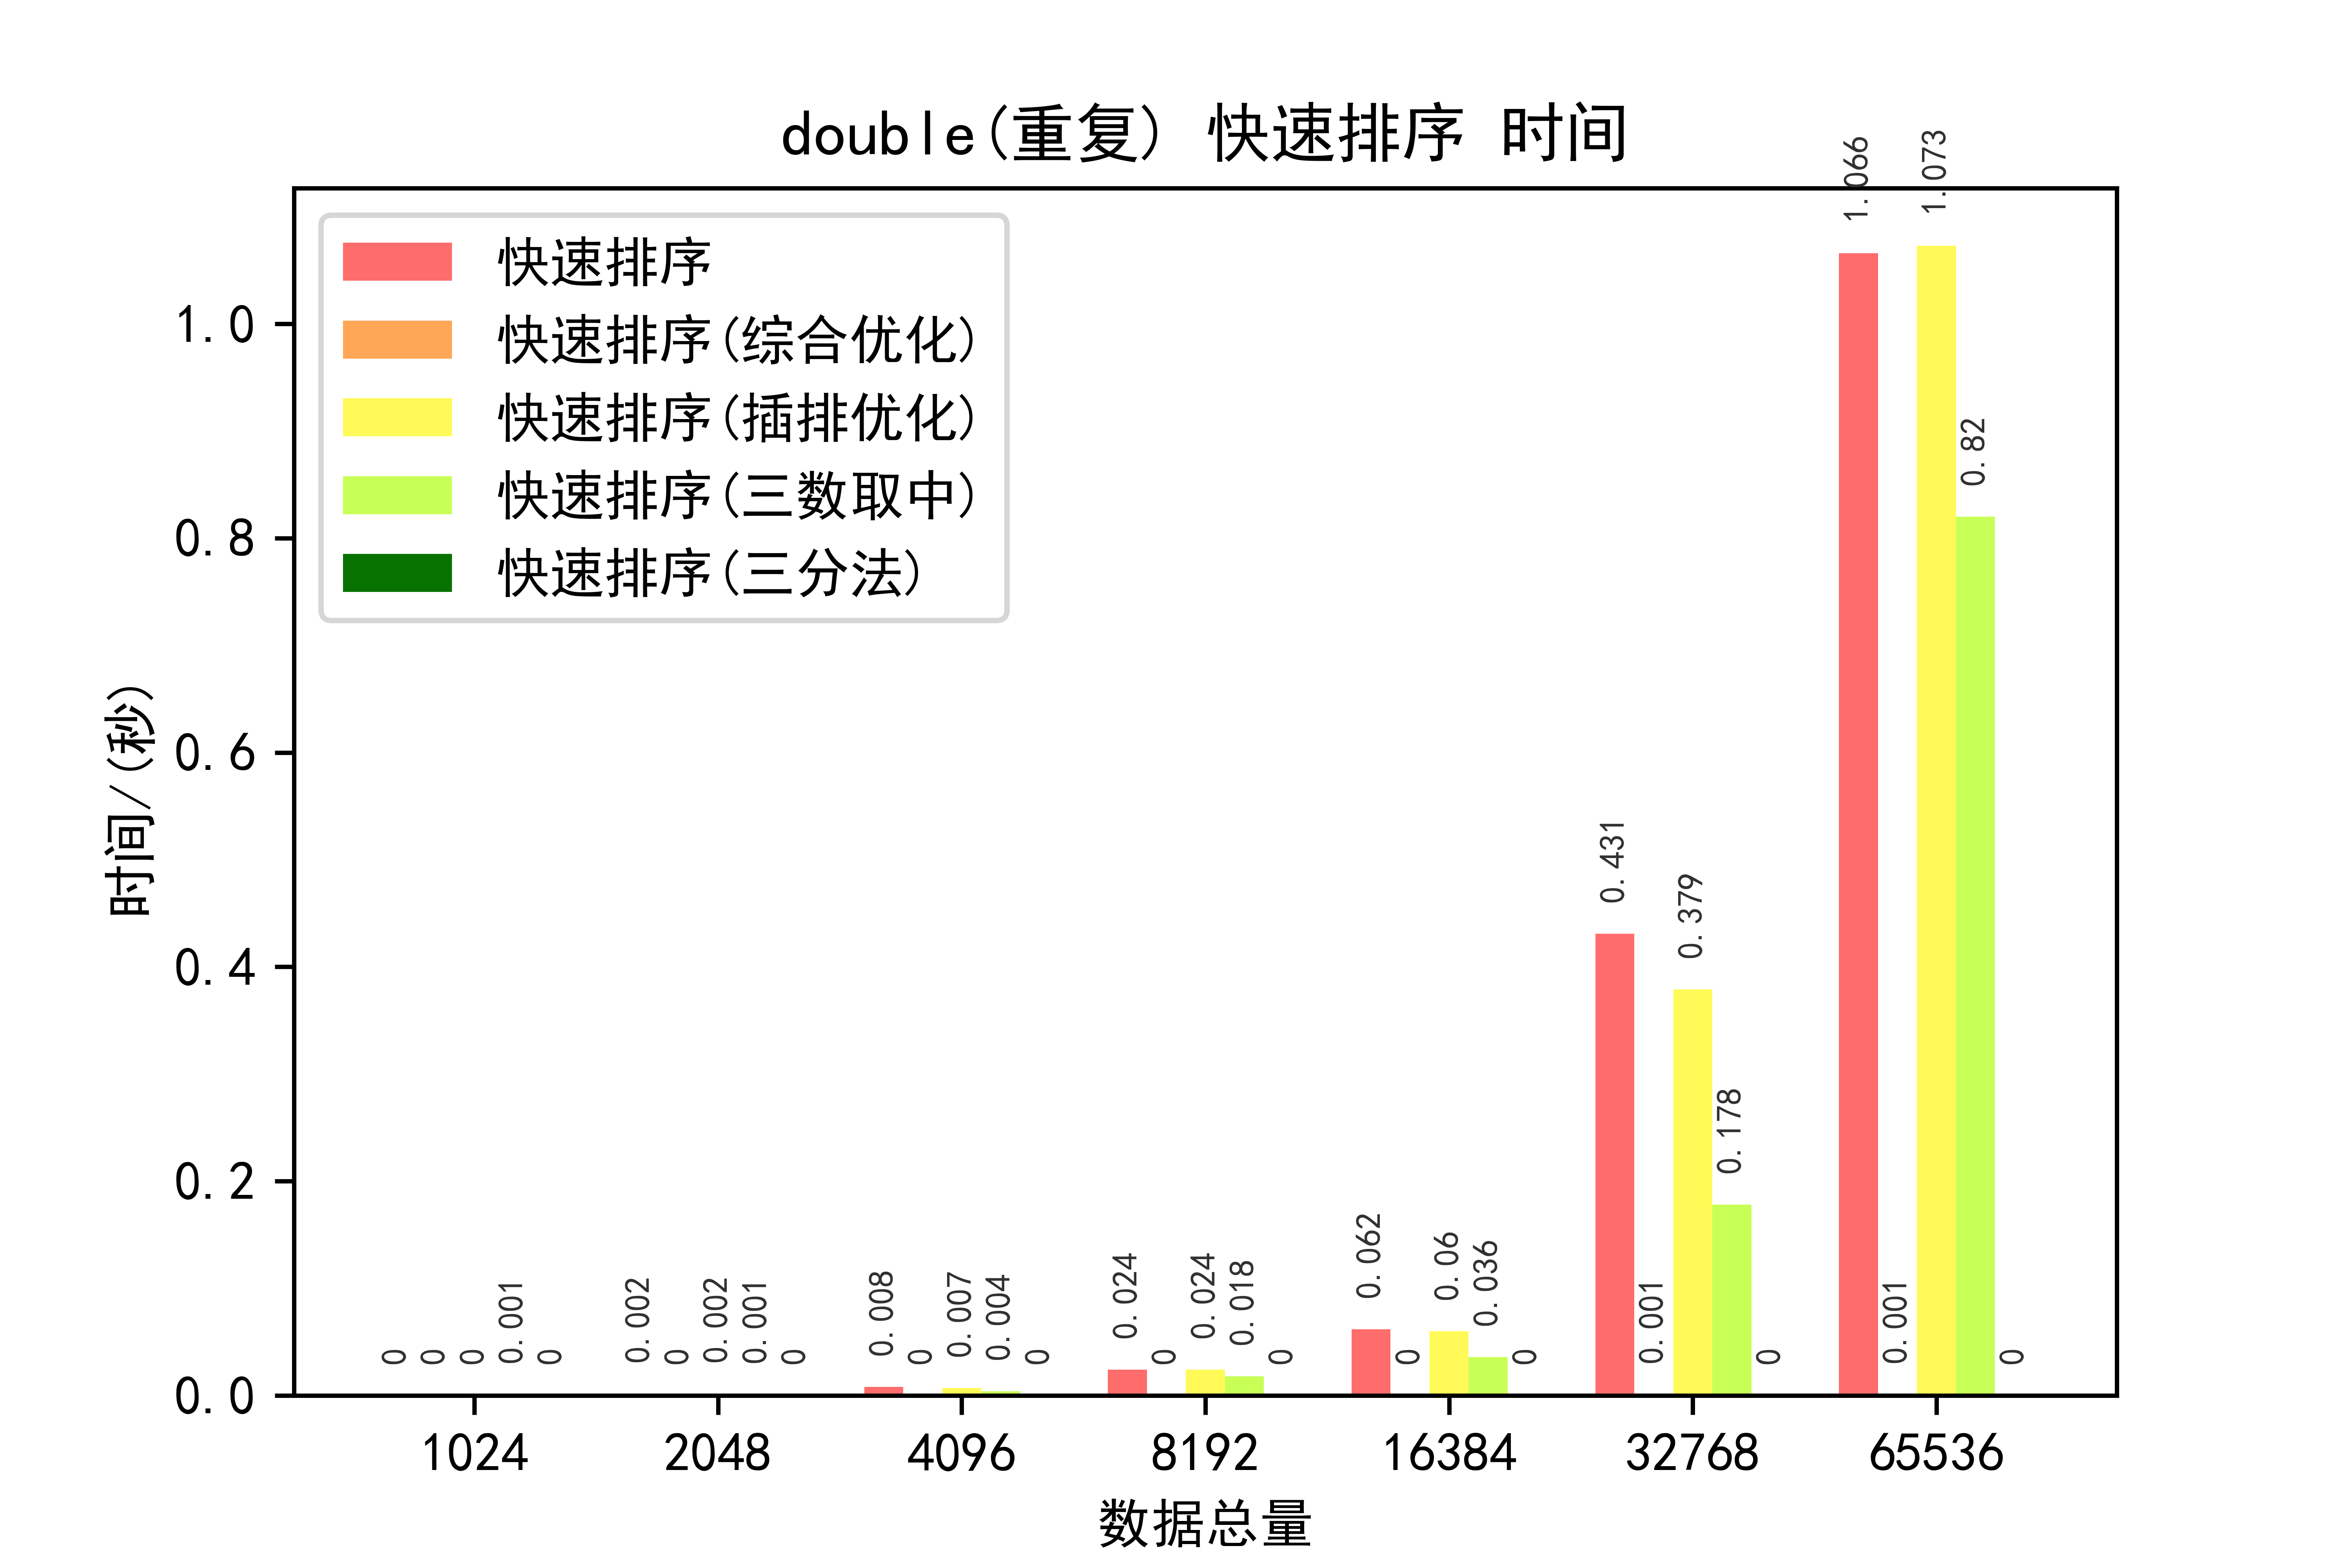 double(重复) 快速排序 时间
快速排序
快速排序(综合优化)
快速排序(插排优化)
快速排序(三数取中)
快速排序(三分法)
时间/(秒)
1.0
0.8
0.6
0.4
0.2
0.0
0 0 0 0.001 0
0.002 0 0.002 0.001 0
0.008 0 0.007 0.004 0
0.024 0 0.024 0.018 0
0.062 0 0.06 0.036 0
0.431 0.001 0.379 0.178 0
1.066 0.001 1.073 0.82 0
1024 2048 4096 8192 16384 32768 65536
数据总量